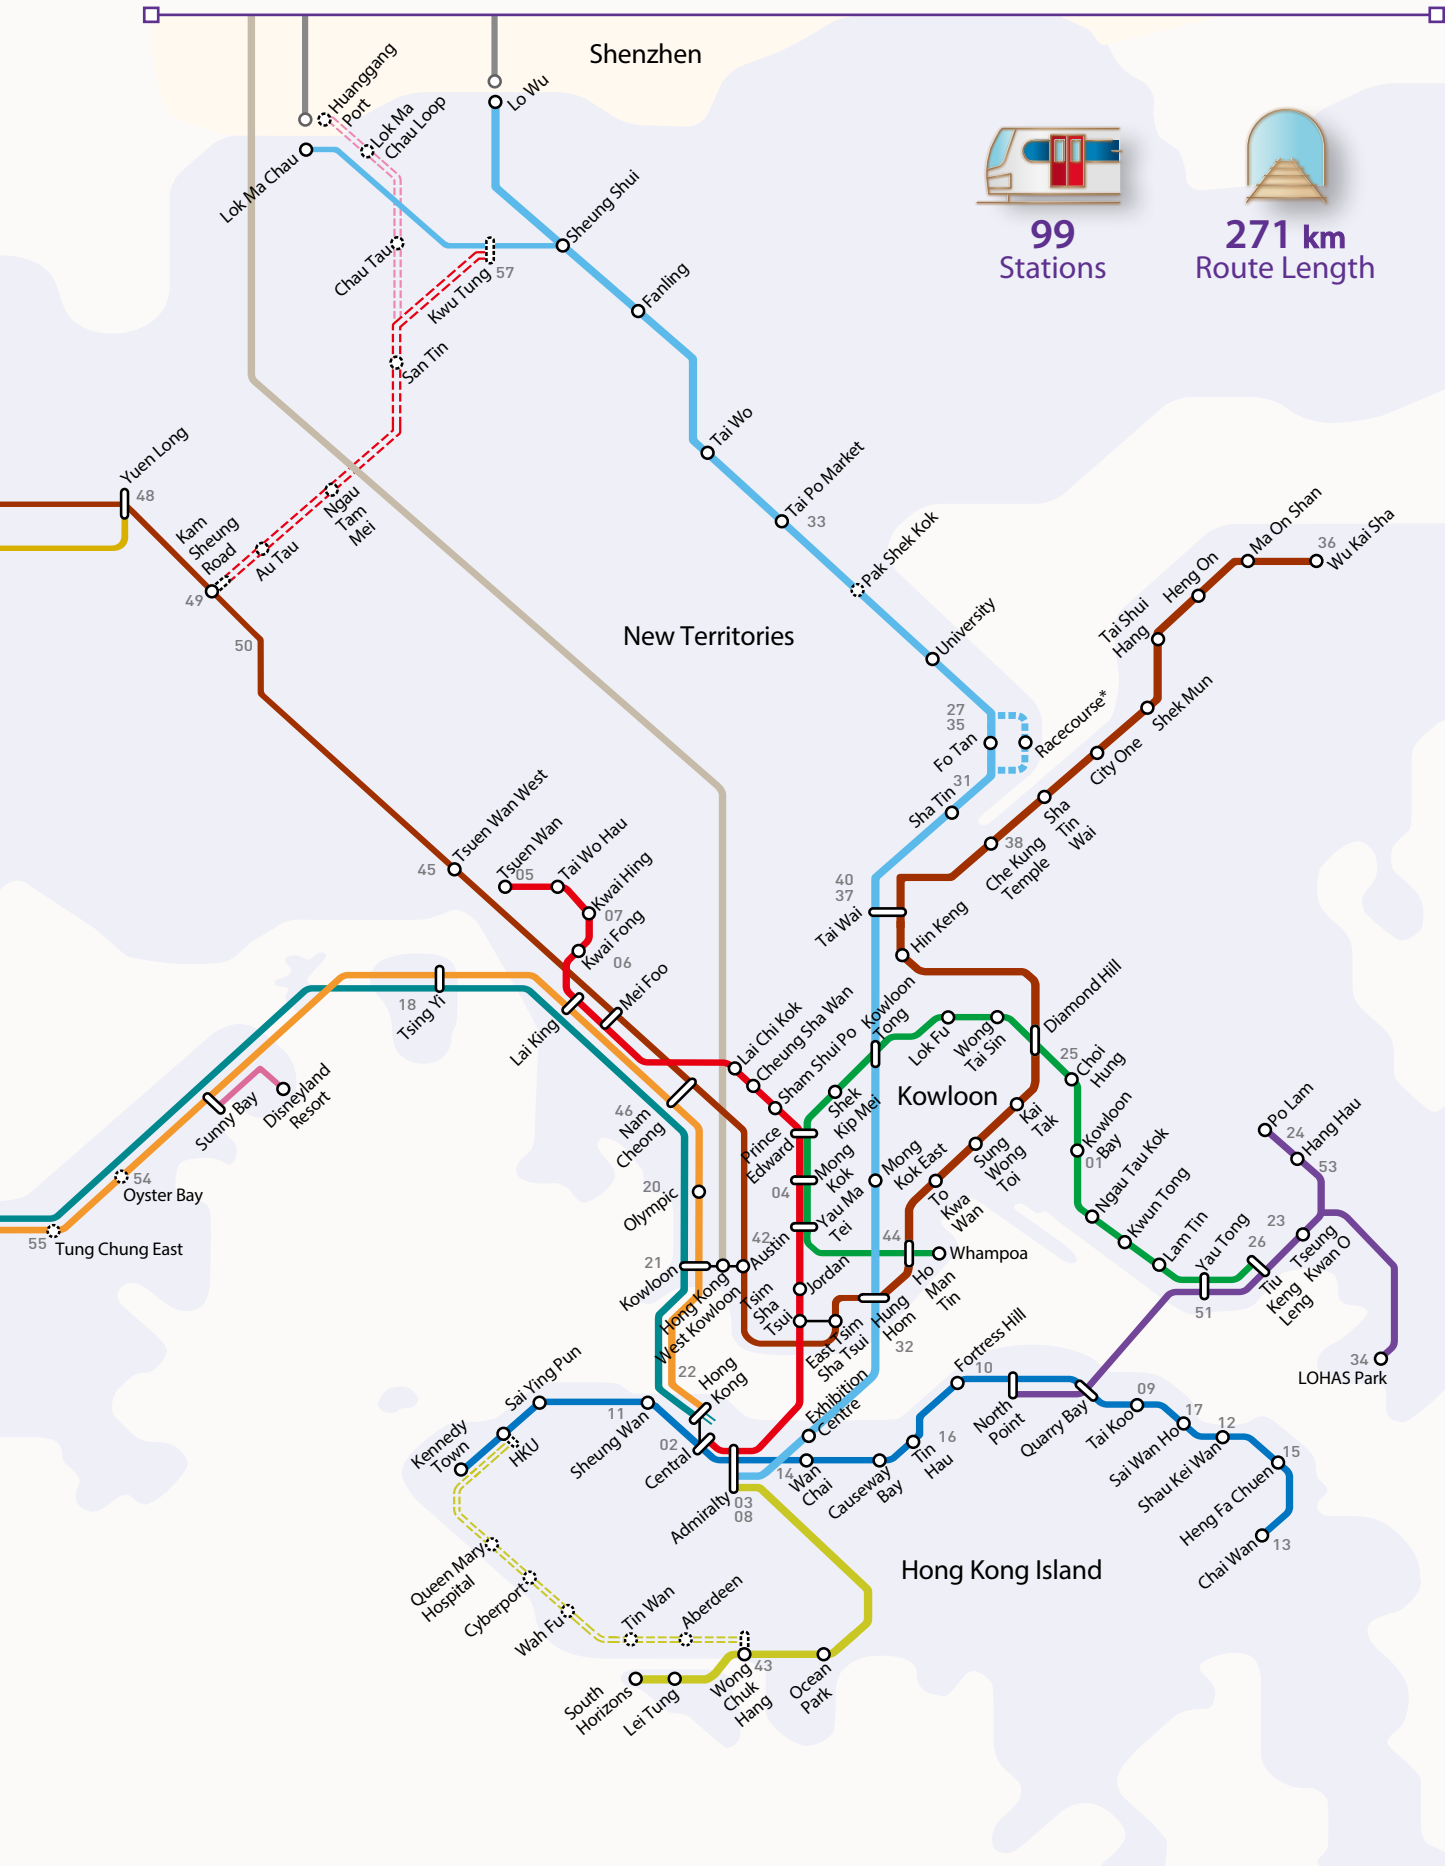 Shenzhen
Huanggang
Port
Lok Ma
Chau Loop
Lo Wu
Lok Ma Chau
Sheung Shui
99
Stations
271 km
Route Length
Chau Tau
Kwu Tung
57
Fanling
San Tin
Tai Wo
Yuen Long
48
Tai Po Market
33
Kam
Sheung
Road
49
Ngau
Tam
Mei
Au Tau
Pak Shek Kok
Ma On Shan
36
Wu Kai Sha
Heng On
Tai Shui
Hang
50
New Territories
University
Shek Mun
27
35
Fo Tan
Racecourse*
City One
31
Sha Tin
Sha
Tin
Wai
38
Che Kung
Temple
Tsuen Wan West
45
Tsuen Wan
05
Tai Wo Hau
Kwai Hing
07
Kwai Fong
06
40
37
Tai Wai
Hin Keng
Mei Foo
Lai King
18
Tsing Yi
Lai Chi Kok
Cheung Sha Wan
Sham Shui Po
Kowloon
Tong
Lok Fu
Wong
Tai Sin
Diamond Hill
25
Choi
Hung
Sunny Bay
Disneyland
Resort
46
Nam
Cheong
Shek
Kip Mei
Kowloon
Kai
Tak
Prince
Edward
Mong
Kok
04
Mong
Kok East
Sung
Wong
Toi
Kowloon
Bay
01
Po Lam
24
Hang Hau
53
54
Oyster Bay
55
Tung Chung East
20
Olympic
Yau Ma
Tei
To
Kwa
Wan
Ngau Tau Kok
Kwun Tong
Lam Tin
Yau Tong
51
26
23
Tseung
Kwan O
Tiu
Keng
Leng
21
Kowloon
42
Austin
Hong Kong
West Kowloon
Jordan
44
Whampoa
Ho
Man
Tin
Tsim
Sha
Tsui
East Tsim
Sha Tsui
Hung
Hom
32
34
LOHAS Park
22
Hong
Kong
Exhibition
Centre
Fortress Hill
10
North
Point
Quarry Bay
09
Tai Koo
17
Sai Wan Ho
12
Shau Kei Wan
15
Heng Fa Chuen
Chai Wan
13
Kennedy
Town
Sai Ying Pun
HKU
11
Sheung Wan
02
Central
Admiralty
03
08
14
Wan
Chai
Causeway
Bay
16
Tin
Hau
Queen Mary
Hospital
Cyberport
Wah Fu
Tin Wan
Aberdeen
Hong Kong Island
South
Horizons
Lei Tung
Wong
Chuk
Hang
43
Ocean
Park